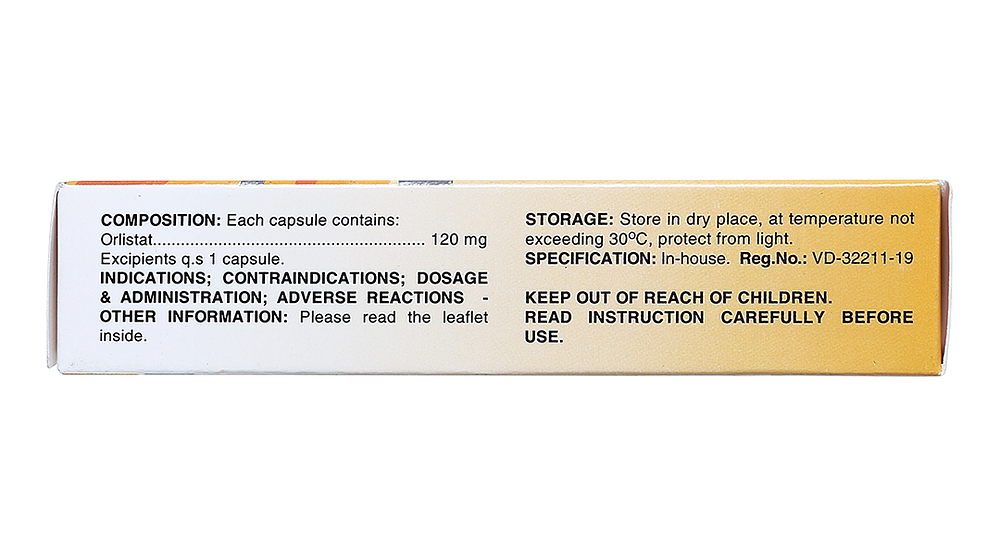 COMPOSITION: Each capsule contains:
Orlistat........................................................ 120 mg
Excipients q.s 1 capsule.
INDICATIONS; CONTRAINDICATIONS; DOSAGE
& ADMINISTRATION; ADVERSE REACTIONS -
OTHER INFORMATION: Please read the leaflet
inside.
STORAGE: Store in dry place, at temperature not
exceeding 30ºC, protect from light.
SPECIFICATION: In-house. Reg.No.: VD-32211-19
KEEP OUT OF REACH OF CHILDREN.
READ INSTRUCTION CAREFULLY BEFORE
USE.